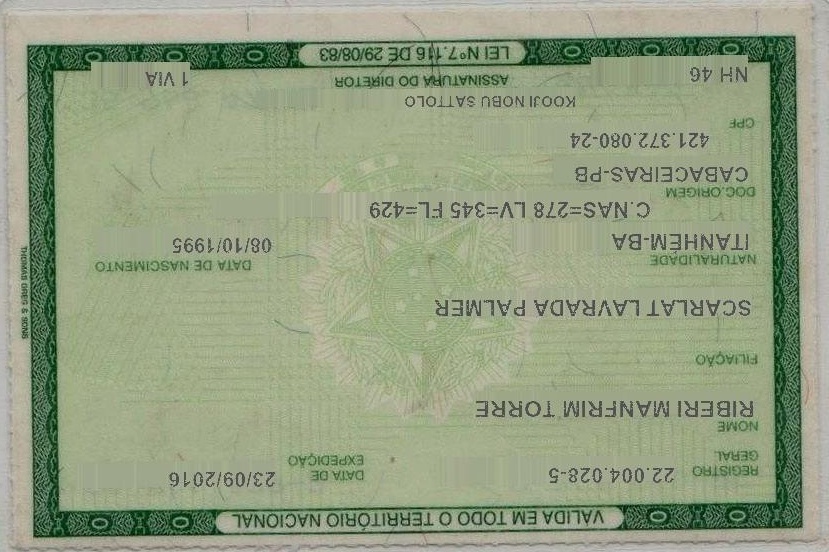 VÁLIDA EM TODO O TERRITÓRIO NACIONAL
REGISTRO GERAL 22.004.028-5 DATA DE EXPEDIÇÃO 23/09/2016
NOME
RIBERI MANFRIM TORRE
FILIAÇÃO
SCARLAT LAVRADA PALMER
NATURALIDADE DATA DE NASCIMENTO
ITANHEM-BA 08/10/1995
C.NAS=278 LV=345 FL=429
DOC.ORIGEM
CABACEIRAS-PB
CPF 421.372.080-24
KOOJI NOBU SATTOLO
NH 46 ASSINATURA DO DIRETOR 1 VIA
LEI Nº 7.116 DE 29/08/83
THOMAS GREG & SONS